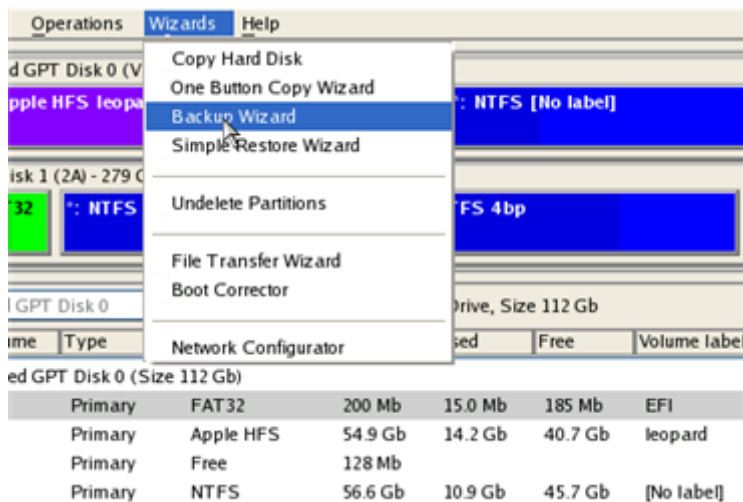 Operations Wizards Help
d GPT Disk 0 (V
Copy Hard Disk
One Button Copy Wizard
pple HFS leopa
*: NTFS [No label]
Backup Wizard
Simple Restore Wizard
isk 1 (2A) - 279 G
32
*: NTFS
Undelete Partitions
FS 4bp
File Transfer Wizard
Boot Corrector
GPT Disk 0
Drive, Size 112 Gb
Network Configurator
me Type sed Free Volume label
ed GPT Disk 0 (Size 112 Gb)
Primary FAT32 200 Mb 15.0 Mb 185 Mb EFI
Primary Apple HFS 54.9 Gb 14.2 Gb 40.7 Gb leopard
Primary Free 128 Mb
Primary NTFS 56.6 Gb 10.9 Gb 45.7 Gb [No label]